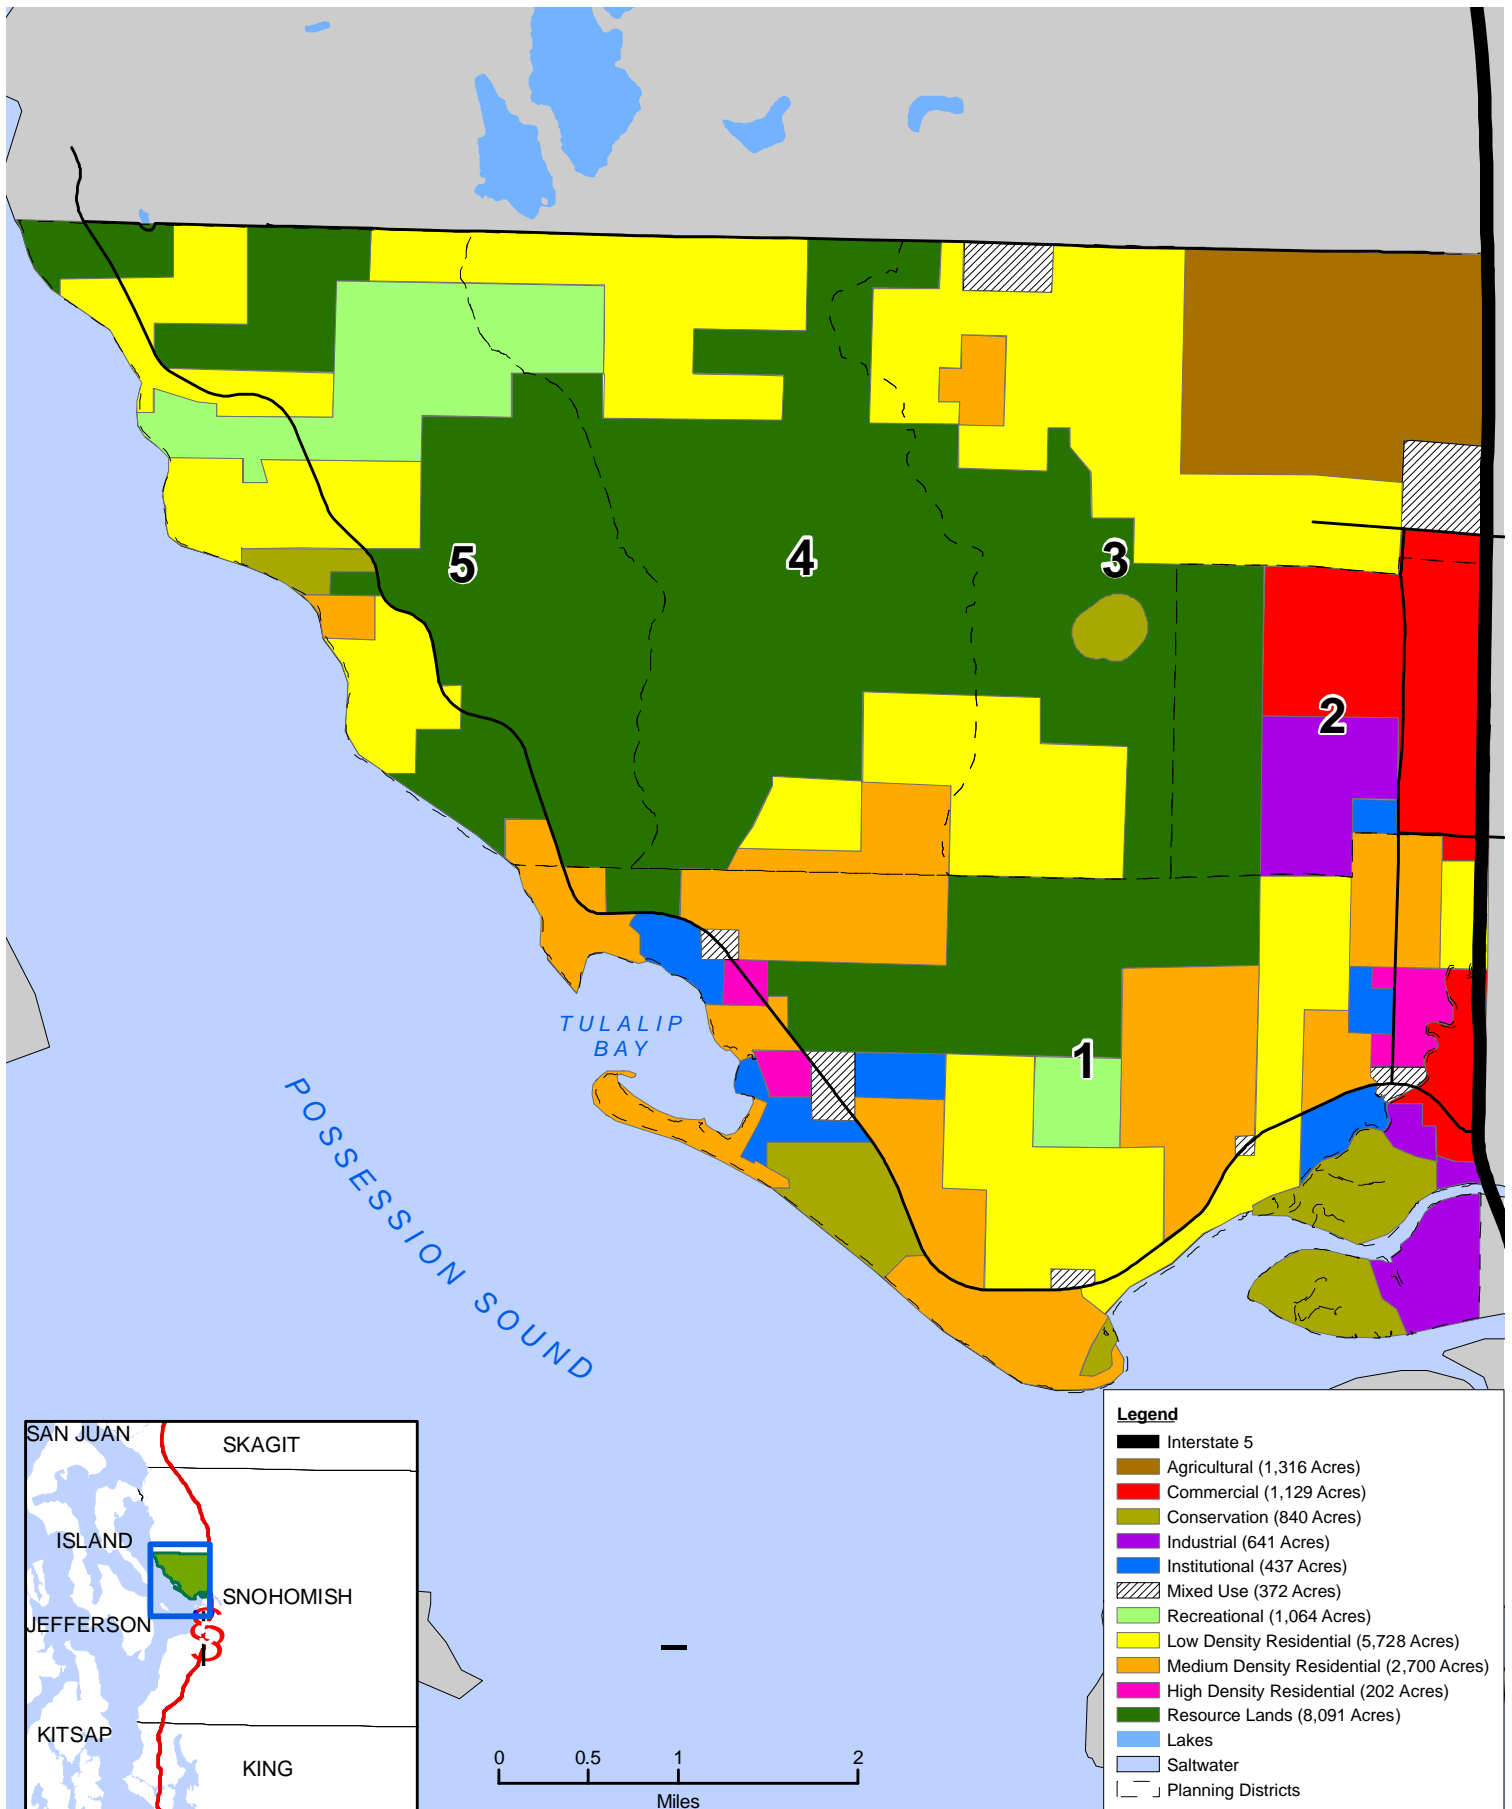 5
4
3
2
1
TULALIP
BAY
POSSESSION SOUND
SAN JUAN
SKAGIT
ISLAND
SNOHOMISH
JEFFERSON
KITSAP
KING
0 0.5 1 2
Miles
Legend
Interstate 5
Agricultural (1,316 Acres)
Commercial (1,129 Acres)
Conservation (840 Acres)
Industrial (641 Acres)
Institutional (437 Acres)
Mixed Use (372 Acres)
Recreational (1,064 Acres)
Low Density Residential (5,728 Acres)
Medium Density Residential (2,700 Acres)
High Density Residential (202 Acres)
Resource Lands (8,091 Acres)
Lakes
Saltwater
Planning Districts